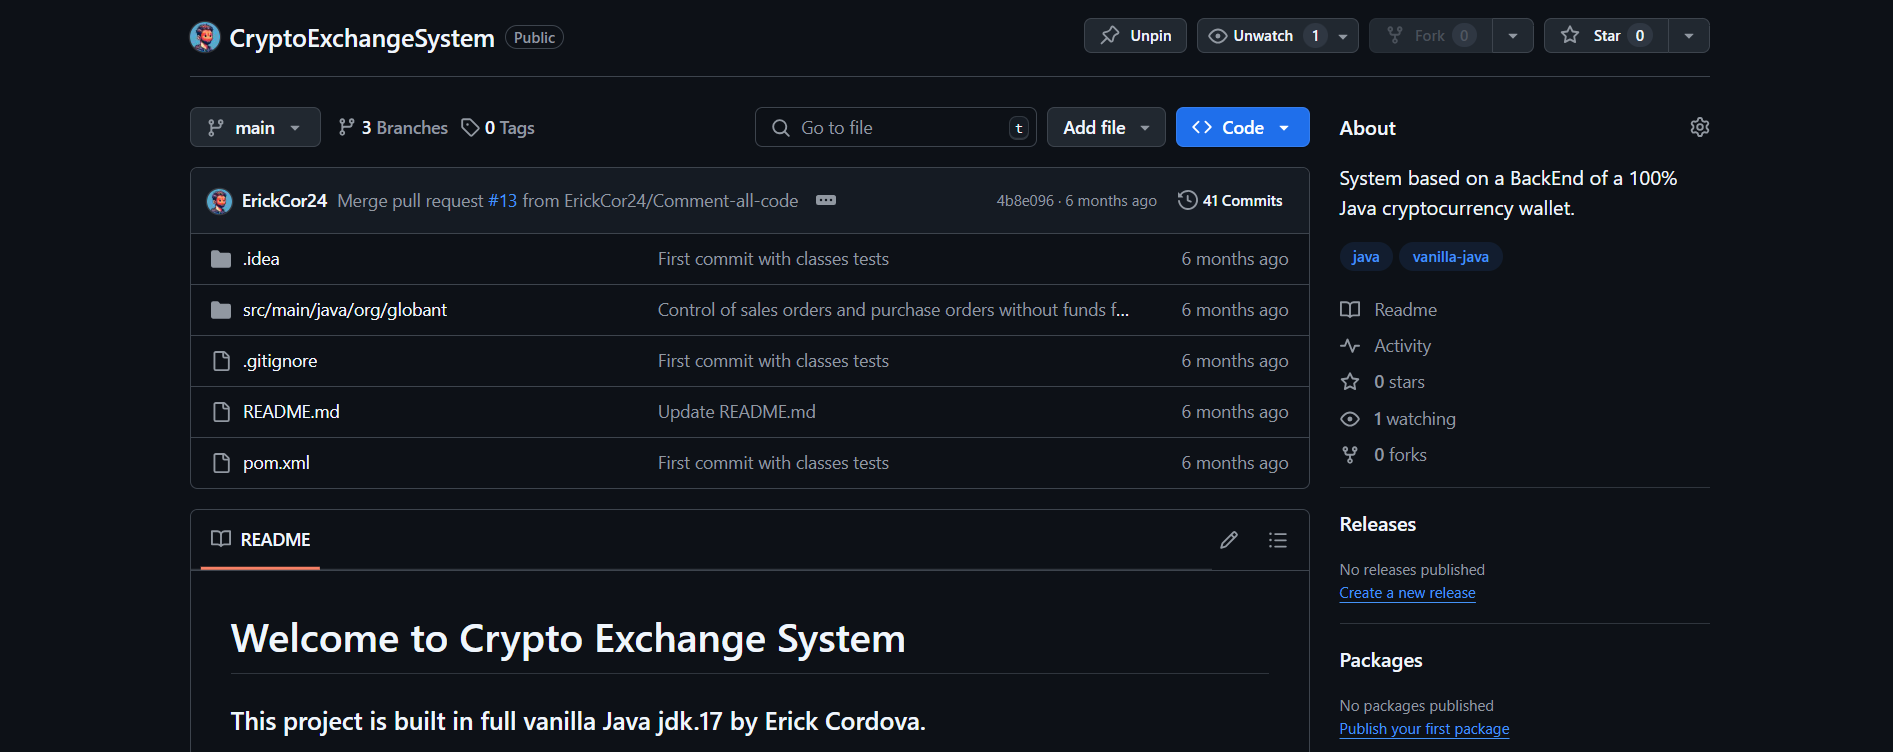 CryptoExchangeSystem Public
Unpin Unwatch 1 Fork 0 Star 0
main 3 Branches 0 Tags Go to file t Add file Code
ErickCor24 Merge pull request #13 from ErickCor24/Comment-all-code 4b8e096 · 6 months ago 41 Commits
.idea First commit with classes tests 6 months ago
src/main/java/org/globant Control of sales orders and purchase orders without funds f... 6 months ago
.gitignore First commit with classes tests 6 months ago
README.md Update README.md 6 months ago
pom.xml First commit with classes tests 6 months ago
README
Welcome to Crypto Exchange System
This project is built in full vanilla Java jdk.17 by Erick Cordova.
About
System based on a BackEnd of a 100%
Java cryptocurrency wallet.
java vanilla-java
Readme
Activity
0 stars
1 watching
0 forks
Releases
No releases published
Create a new release
Packages
No packages published
Publish your first package